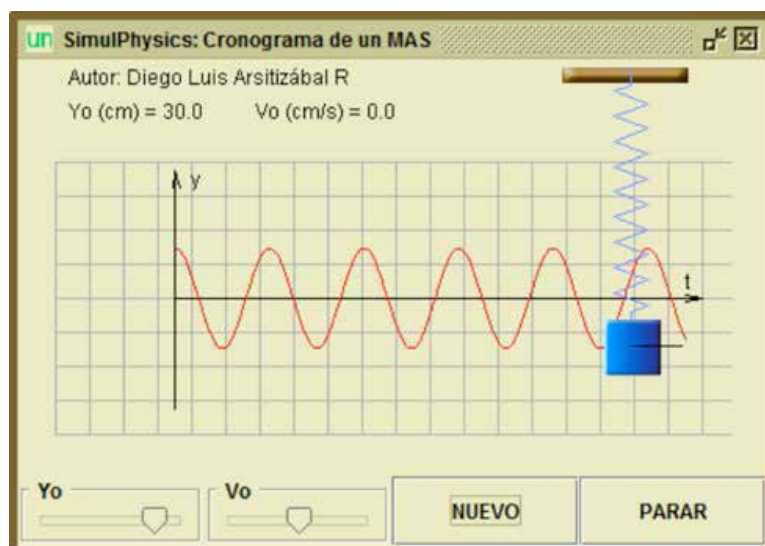 un SimulPhysics: Cronograma de un MAS
Autor: Diego Luis Arsitizábal R
Yo (cm) = 30.0 Vo (cm/s) = 0.0
y
t
Yo Vo
NUEVO PARAR